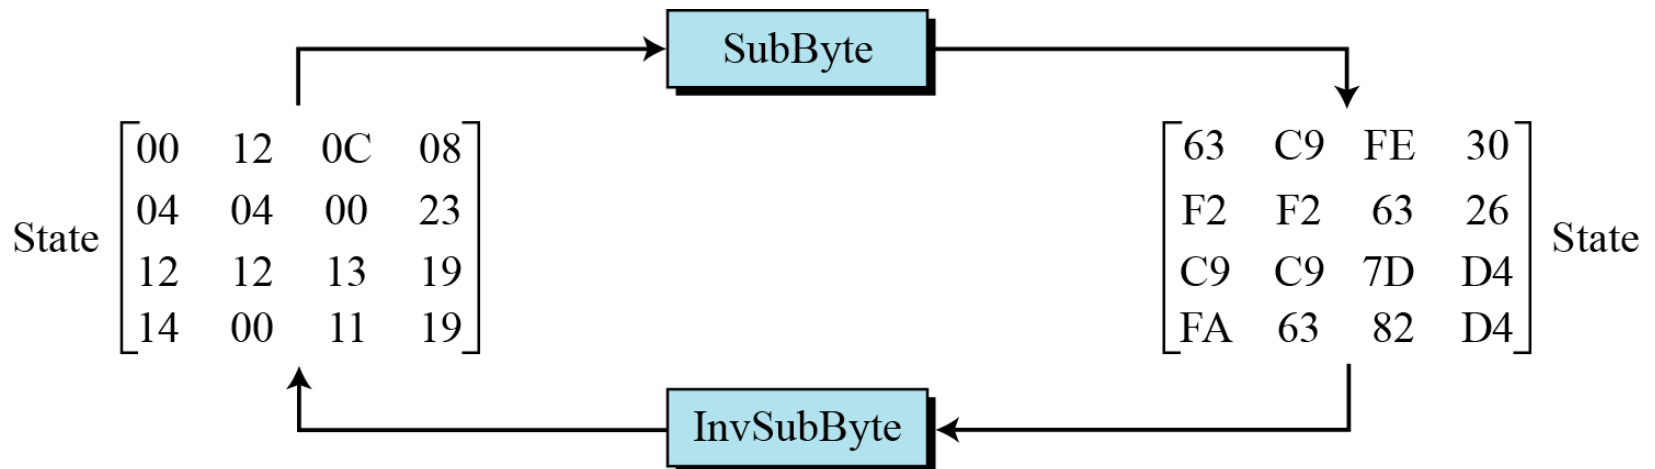 SubByte
00 12 0C 08
04 04 00 23
12 12 13 19
14 00 11 19
State
63 C9 FE 30
F2 F2 63 26
C9 C9 7D D4
FA 63 82 D4
State
InvSubByte